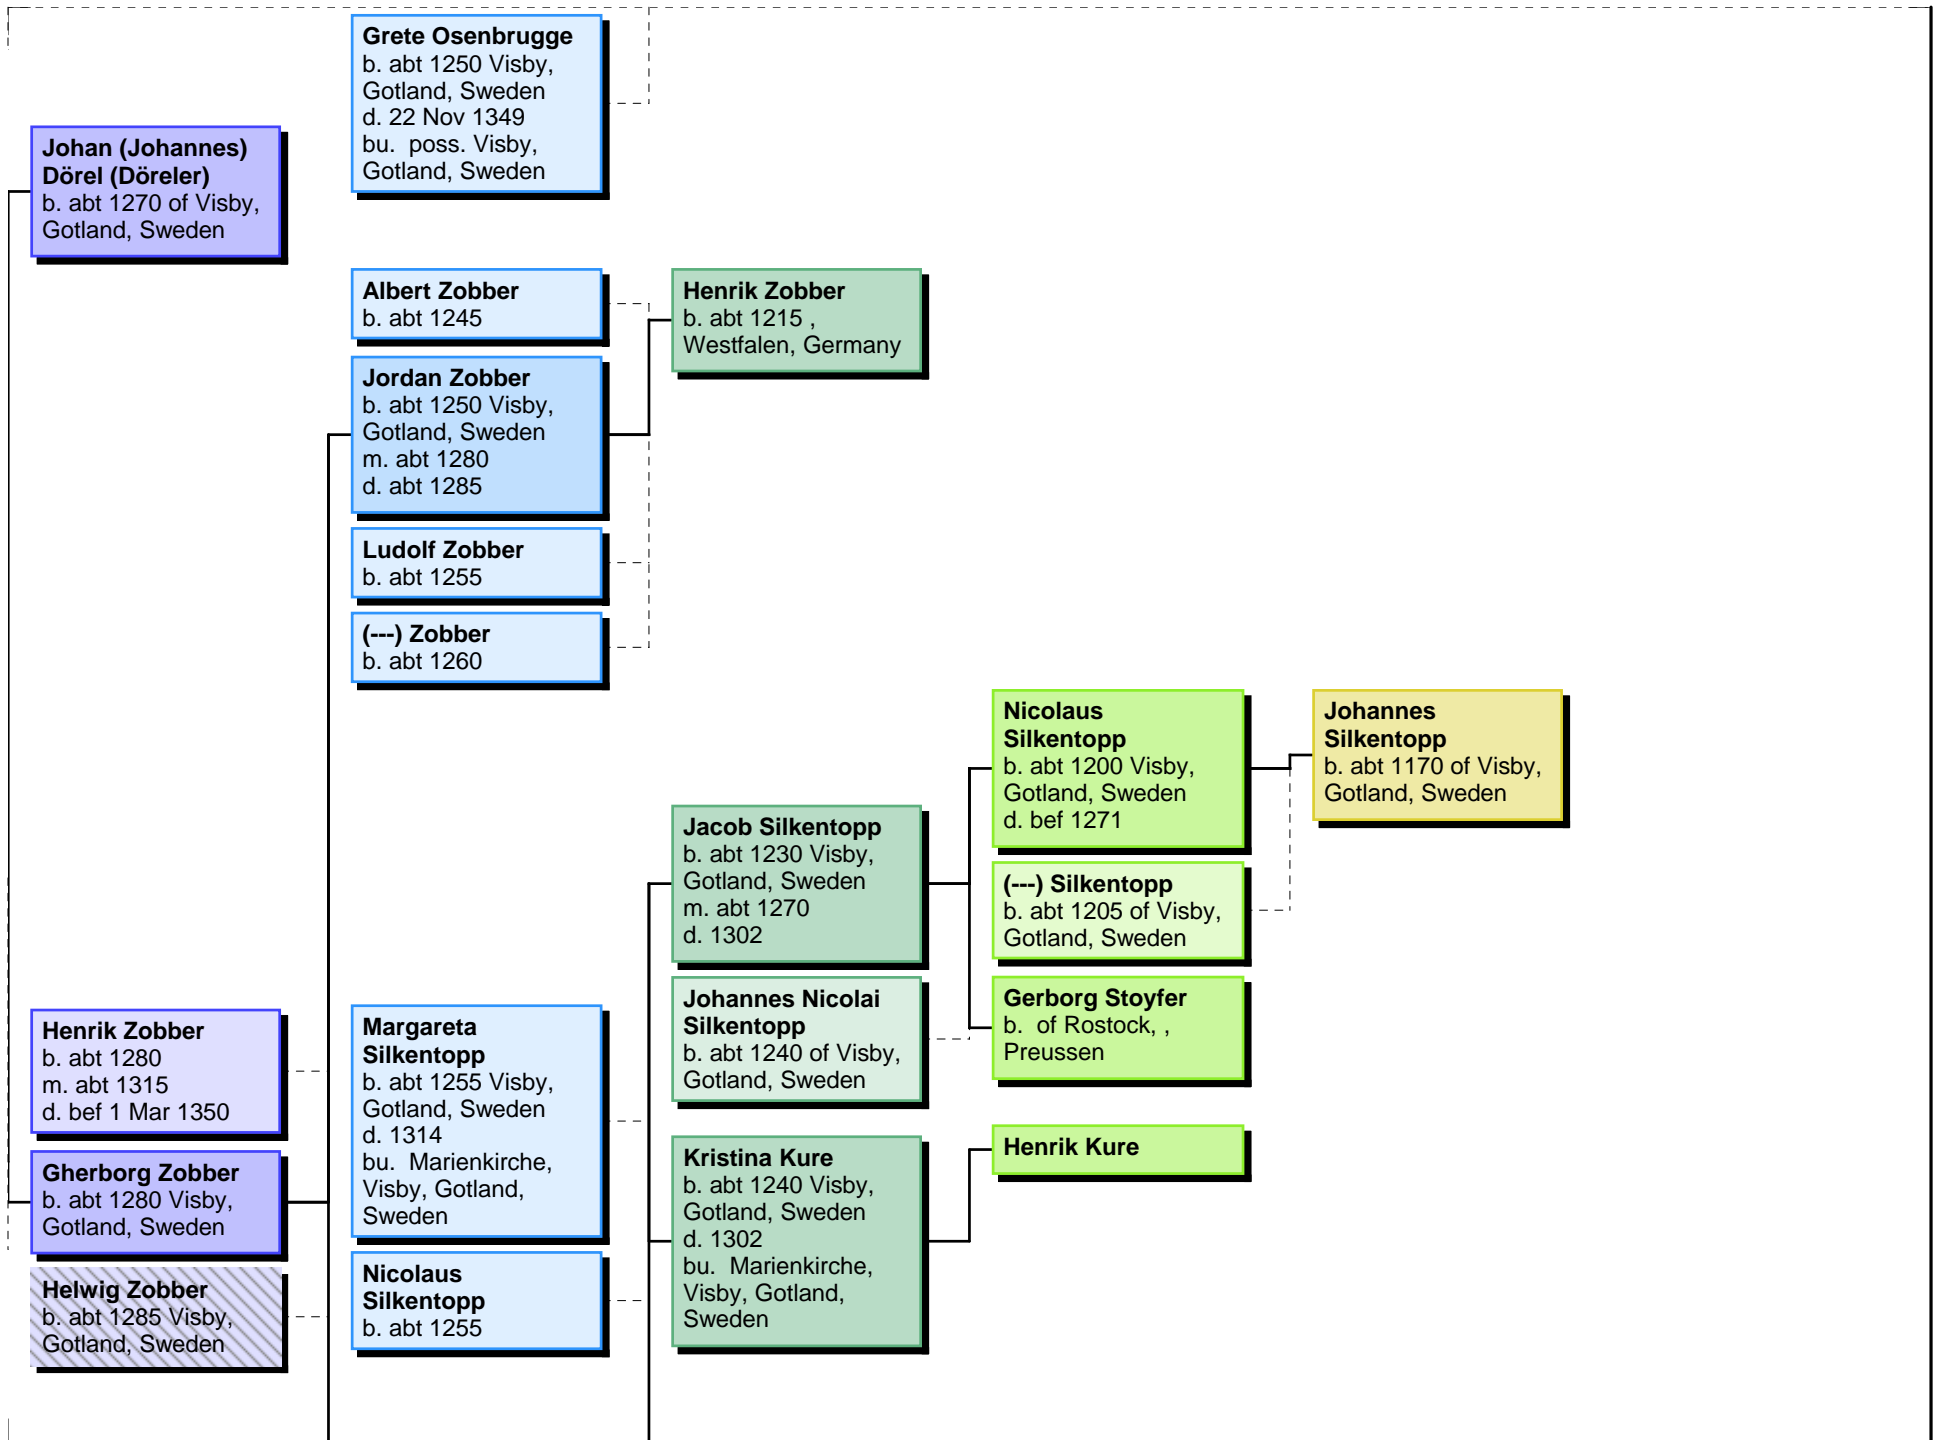 Grete Osenbrugge
b. abt 1250 Visby,
Gotland, Sweden
d. 22 Nov 1349
bu.  poss. Visby,
Gotland, Sweden
Johan (Johannes)
Dörel (Döreler)
b. abt 1270 of Visby,
Gotland, Sweden
Albert Zobber
b. abt 1245
Henrik Zobber
b. abt 1215 ,
Westfalen, Germany
Jordan Zobber
b. abt 1250 Visby,
Gotland, Sweden
m. abt 1280
d. abt 1285
Ludolf Zobber
b. abt 1255
(---) Zobber
b. abt 1260
Nicolaus
Silkentopp
b. abt 1200 Visby,
Gotland, Sweden
d. bef 1271
Johannes
Silkentopp
b. abt 1170 of Visby,
Gotland, Sweden
Jacob Silkentopp
b. abt 1230 Visby,
Gotland, Sweden
m. abt 1270
d. 1302
(---) Silkentopp
b. abt 1205 of Visby,
Gotland, Sweden
Johannes Nicolai
Silkentopp
b. abt 1240 of Visby,
Gotland, Sweden
Gerborg Stoyfer
b.  of Rostock, ,
Preussen
Henrik Zobber
b. abt 1280
m. abt 1315
d. bef 1 Mar 1350
Margareta
Silkentopp
b. abt 1255 Visby,
Gotland, Sweden
d. 1314
bu.  Marienkirche,
Visby, Gotland,
Sweden
Kristina Kure
b. abt 1240 Visby,
Gotland, Sweden
d. 1302
bu.  Marienkirche,
Visby, Gotland,
Sweden
Henrik Kure
Gherborg Zobber
b. abt 1280 Visby,
Gotland, Sweden
Helwig Zobber
b. abt 1285 Visby,
Gotland, Sweden
Nicolaus
Silkentopp
b. abt 1255